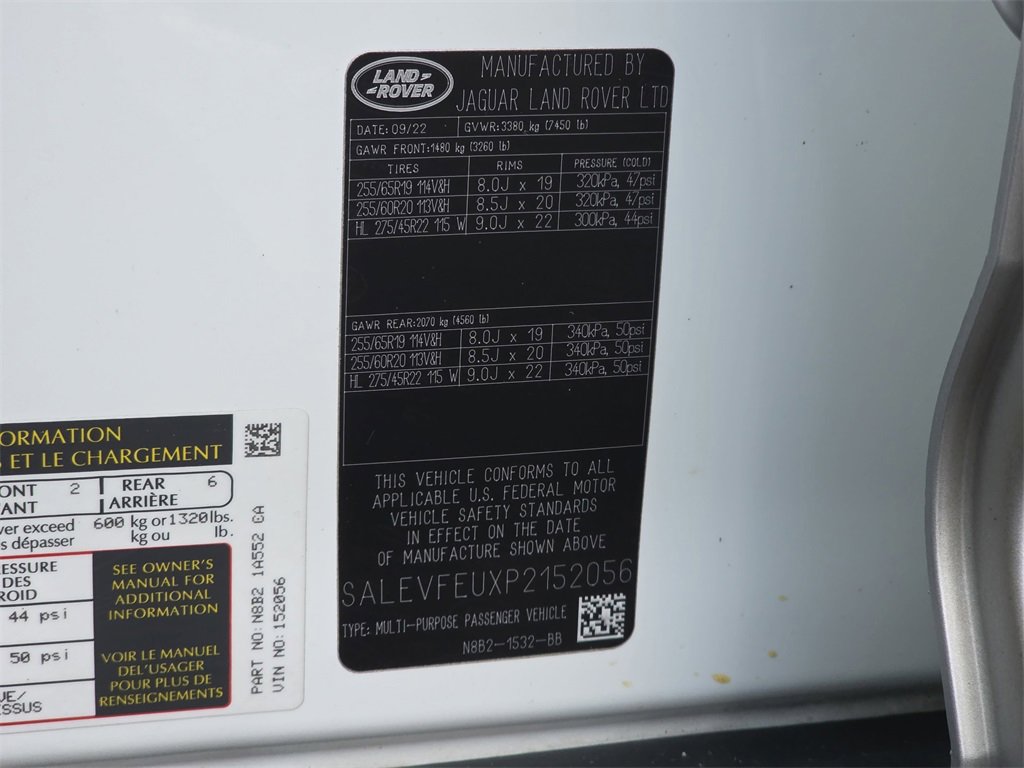 LAND ROVER
MANUFACTURED BY
JAGUAR LAND ROVER LTD
DATE: 09/22 GVWR:3380 kg (7450 lb)
GAWR FRONT:1480 kg (3260 lb)
TIRES RIMS PRESSURE (COLD)
255/65R19 114V&H 8.0J x 19 320kPa, 47psi
255/60R20 113V&H 8.5J x 20 320kPa, 47psi
HL 275/45R22 115 W 9.0J x 22 300kPa, 44psi
GAWR REAR:2070 kg (4560 lb)
255/65R19 114V&H 8.0J x 19 340kPa, 50psi
255/60R20 113V&H 8.5J x 20 340kPa, 50psi
HL 275/45R22 115 W 9.0J x 22 340kPa, 50psi
THIS VEHICLE CONFORMS TO ALL
APPLICABLE U.S. FEDERAL MOTOR
VEHICLE SAFETY STANDARDS
IN EFFECT ON THE DATE
OF MANUFACTURE SHOWN ABOVE
SALEVFEUXP2152056
TYPE: MULTI-PURPOSE PASSENGER VEHICLE
N8B2-1532-BB
ORMATION
S ET LE CHARGEMENT
ONT 2 REAR 6
ANT ARRIÈRE
ver exceed 600 kg or 1320 lbs.
s dépasser kg ou lb.
ESSURE
DES
ROID
44 psi
50 psi
UE/
ESSUS
SEE OWNER'S
MANUAL FOR
ADDITIONAL
INFORMATION
VOIR LE MANUEL
DEL'USAGER
POUR PLUS DE
RENSEIGNEMENTS
PART NO: N8B2 1A552 CA
VIN NO: 152056